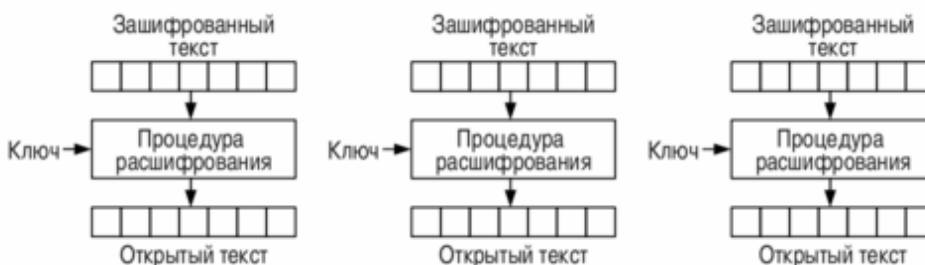 Зашифрованный
текст
Ключ
Процедура
расшифрования
Открытый текст
Зашифрованный
текст
Ключ
Процедура
расшифрования
Открытый текст
Зашифрованный
текст
Ключ
Процедура
расшифрования
Открытый текст